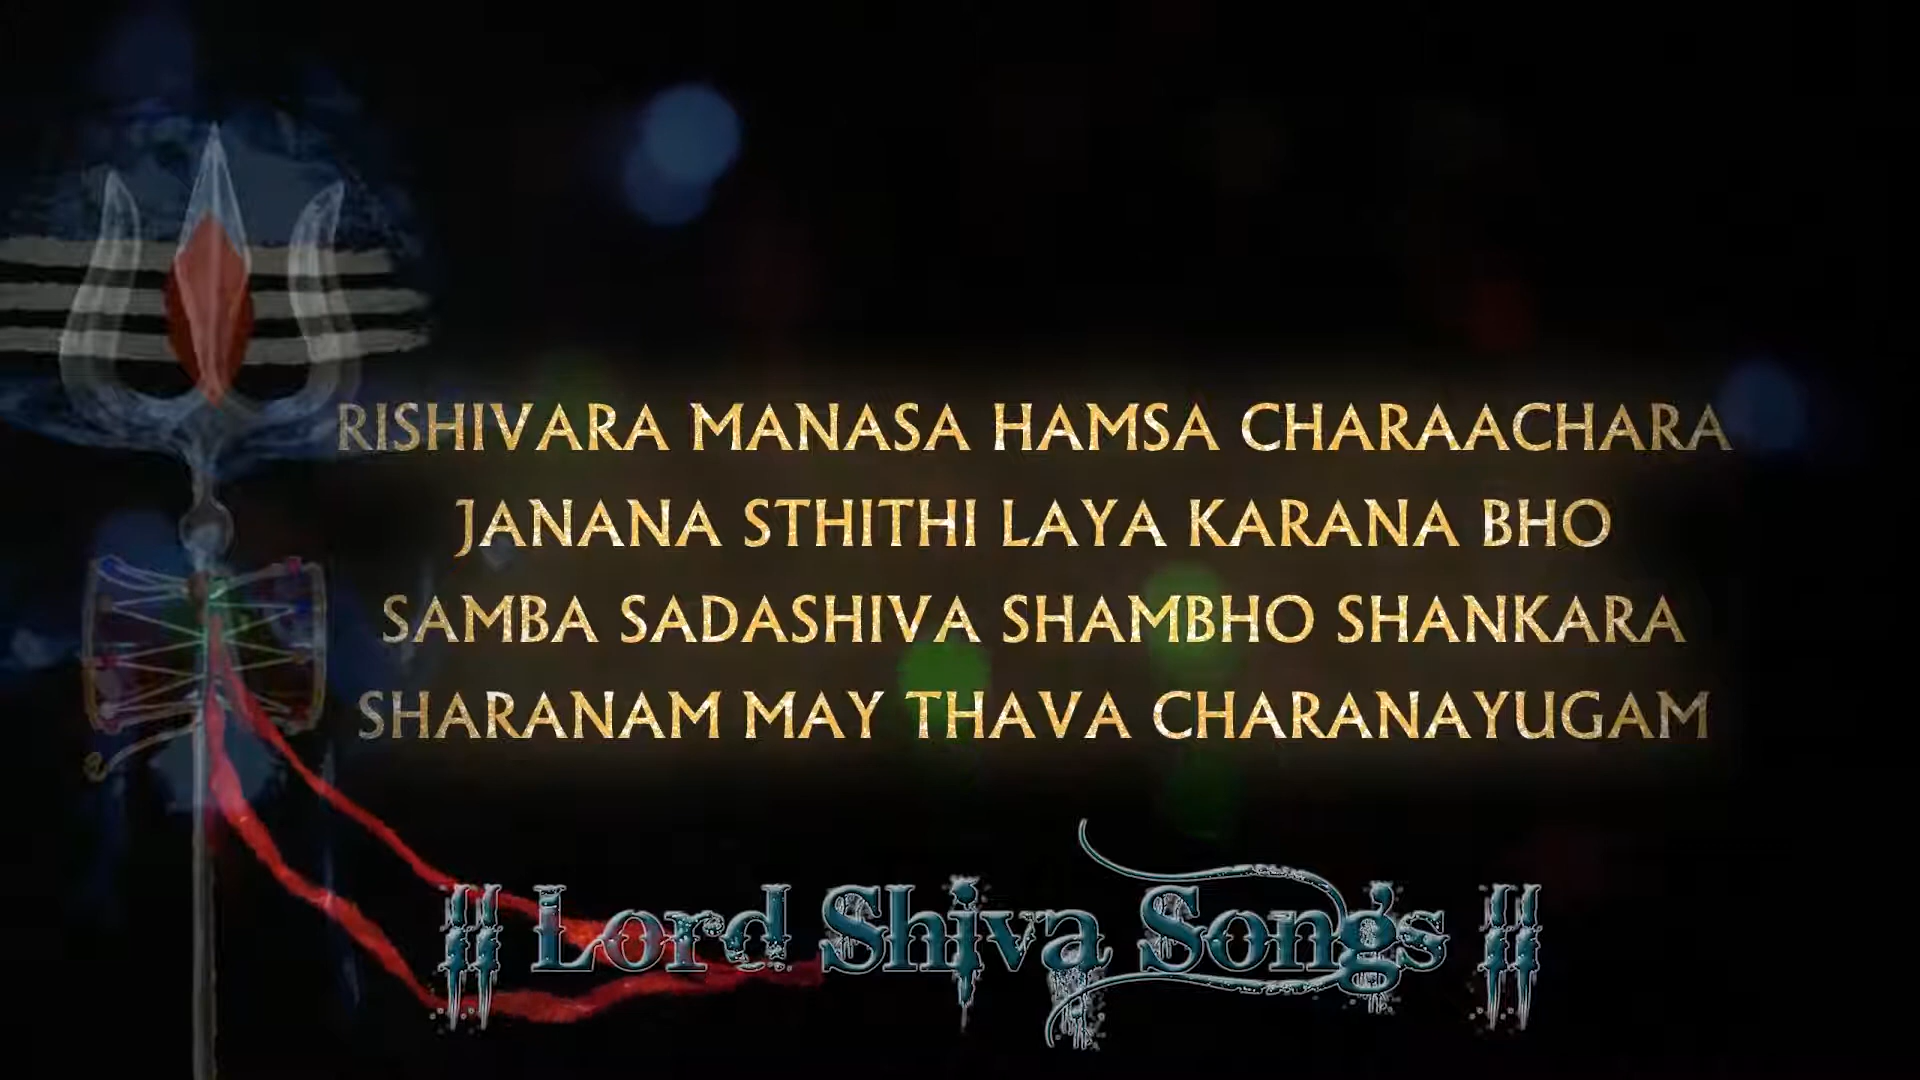 RISHIVARA MANASA HAMSA CHARAACHARA
JANANA STHITHI LAYA KARANA BHO
SAMBA SADASHIVA SHAMBHO SHANKARA
SHARANAM MAY THAVA CHARANAYUGAM
|| Lord Shiva Songs ||